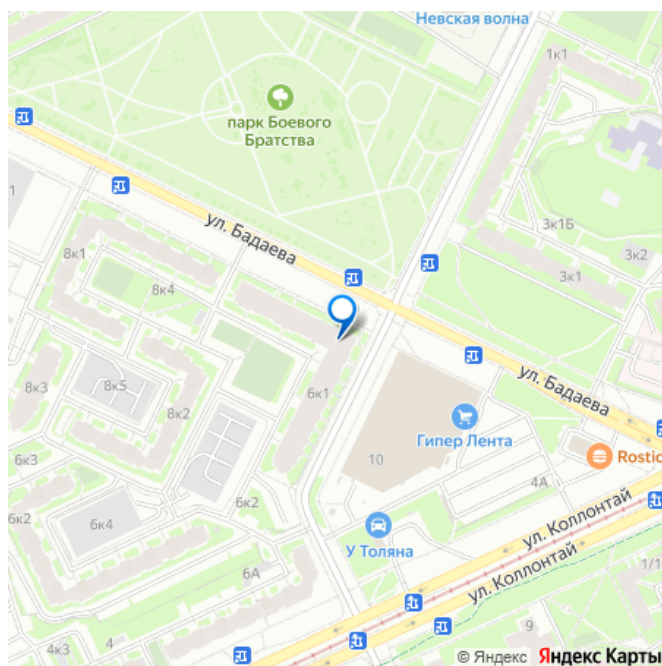 Невская волна
1к1
парк Боевого
Братства
ул. Бадаева
3к1Б
3к2
3к1
8к1
8к4
1
8к5
8к3
8к2
6к1
ул. Бадаева
Гипер Лента
10
Rostic
4А
6к3
6к2
6к2
6к4
У Толяна
ул. Коллонтай
ул. Коллонтай
6А
1/1
4к3
4
9
© Яндекс Яндекс Карты